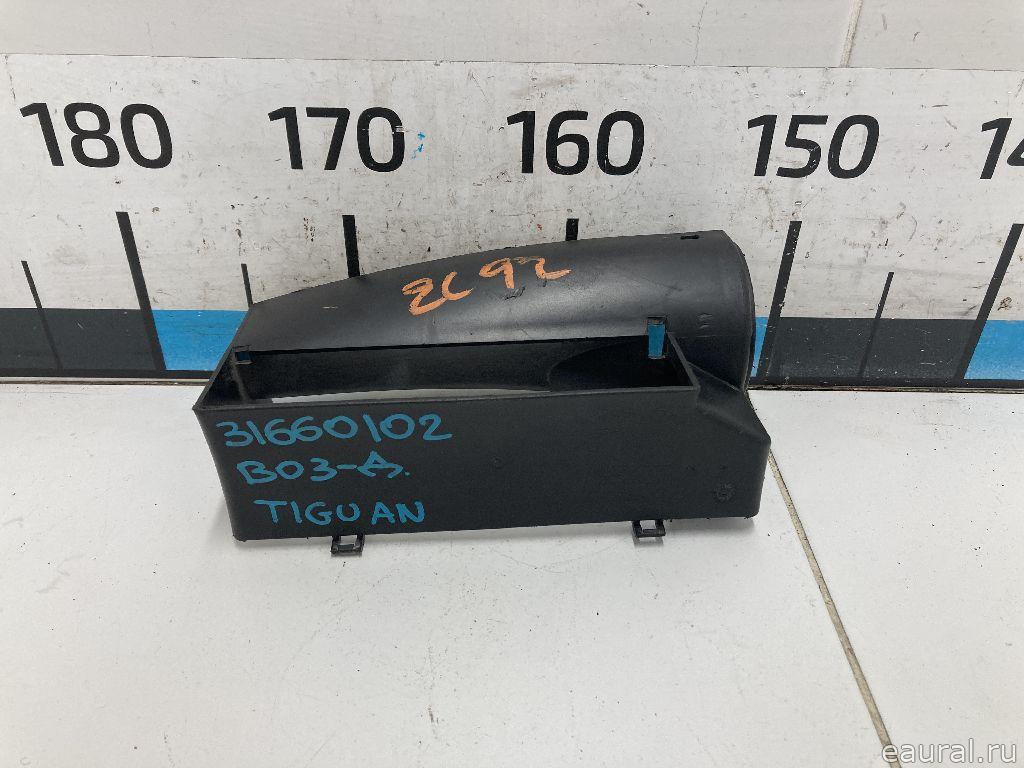 180 170 160 150 14
2C92
31660102
B03-A.
TIGUAN
eaural.ru